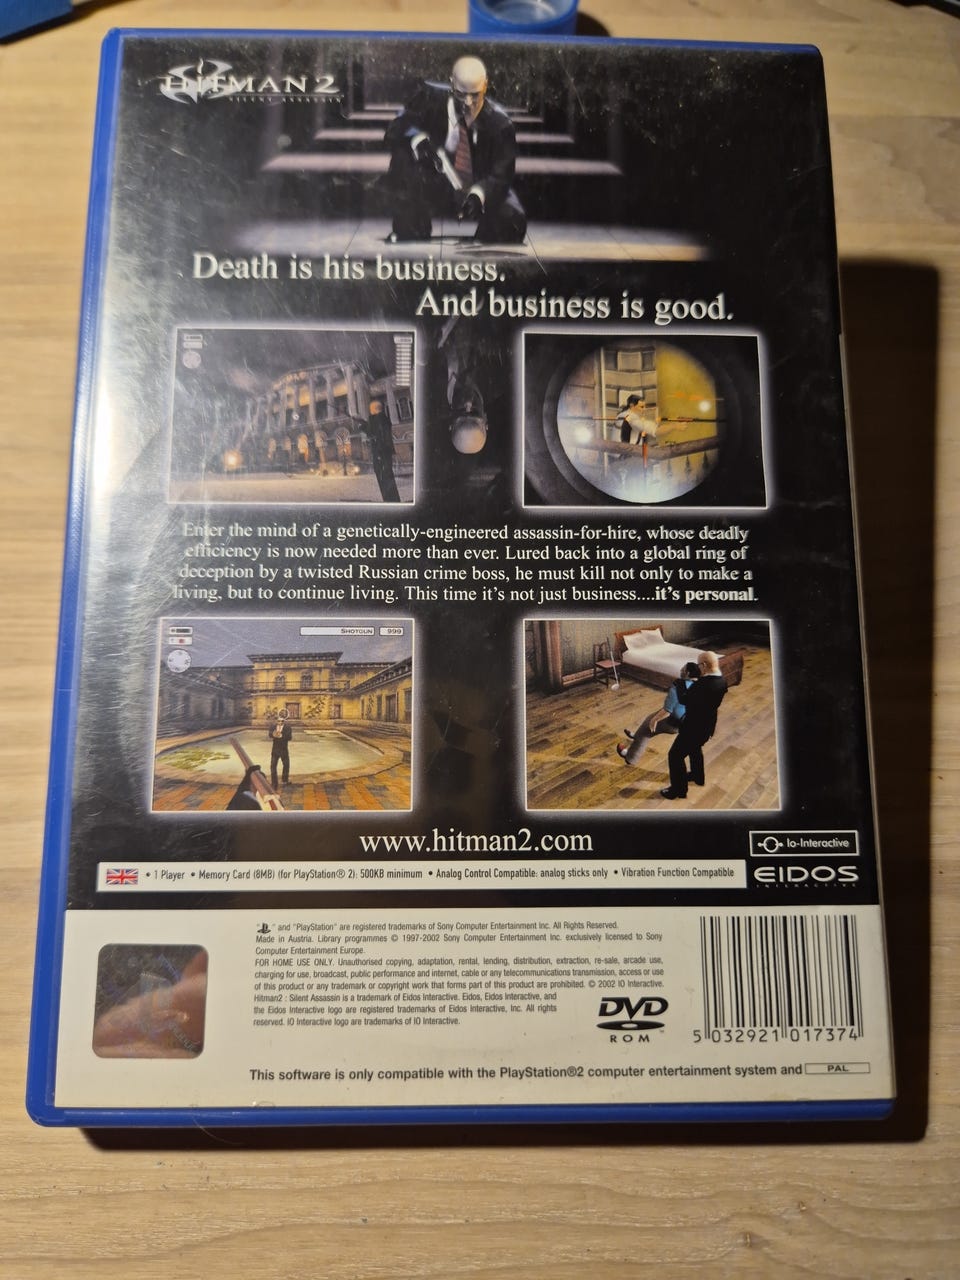 HITMAN 2
SILENT ASSASSIN
Death is his business.
And business is good.
Enter the mind of a genetically-engineered assassin-for-hire, whose deadly
efficiency is now needed more than ever. Lured back into a global ring of
deception by a twisted Russian crime boss, he must kill not only to make a
living, but to continue living. This time it's not just business....it's personal.
SHOTGUN 999
www.hitman2.com
Io-Interactive
• 1 Player • Memory Card (8MB) (for PlayStation® 2): 500KB minimum • Analog Control Compatible: analog sticks only • Vibration Function Compatible
EIDOS
INTERACTIVE
" " and "PlayStation" are registered trademarks of Sony Computer Entertainment Inc. All Rights Reserved.
Made in Austria. Library programmes © 1997-2002 Sony Computer Entertainment Inc. exclusively licensed to Sony
Computer Entertainment Europe.
FOR HOME USE ONLY. Unauthorised copying, adaptation, rental, lending, distribution, extraction, re-sale, arcade use,
charging for use, broadcast, public performance and internet, cable or any telecommunications transmission, access or use
of this product or any trademark or copyright work that forms part of this product are prohibited. © 2002 IO Interactive.
Hitman2 : Silent Assassin is a trademark of Eidos Interactive. Eidos, Eidos Interactive, and
the Eidos Interactive logo are registered trademarks of Eidos Interactive, Inc. All rights
reserved. IO Interactive logo are trademarks of IO Interactive.
DVD
ROM
5 032921 017374
This software is only compatible with the PlayStation®2 computer entertainment system and PAL